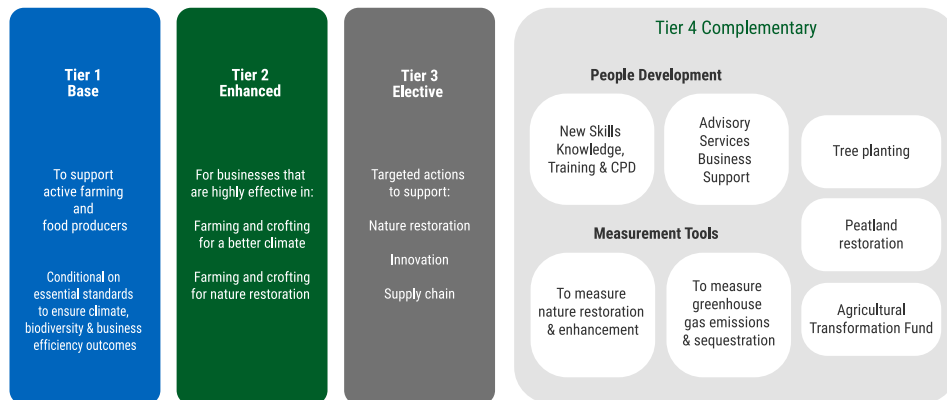 Tier 1
Base
To support
active farming
and
food producers
Conditional on
essential standards
to ensure climate,
biodiversity & business
efficiency outcomes
Tier 2
Enhanced
For businesses that
are highly effective in:
Farming and crofting
for a better climate
Farming and crofting
for nature restoration
Tier 3
Elective
Targeted actions
to support:
Nature restoration
Innovation
Supply chain
Tier 4 Complementary
People Development
New Skills
Knowledge,
Training & CPD
Advisory
Services
Business
Support
Measurement Tools
To measure
nature restoration
& enhancement
To measure
greenhouse
gas emissions
& sequestration
Tree planting
Peatland
restoration
Agricultural
Transformation Fund